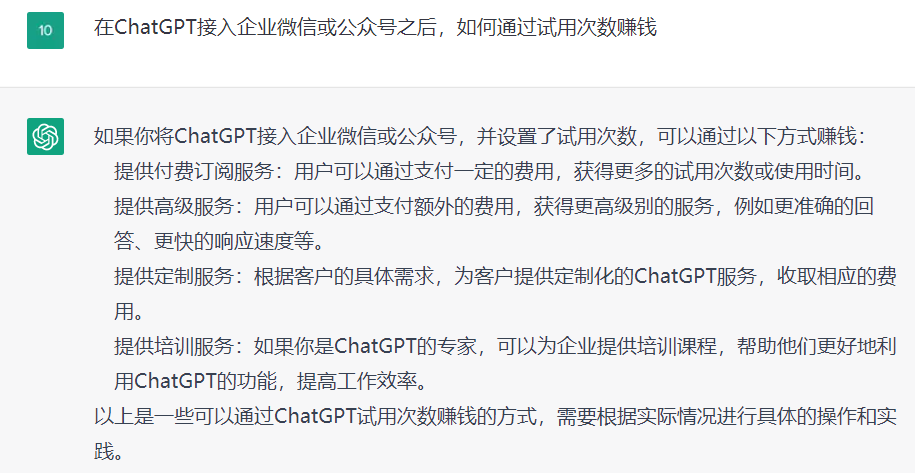 10
在ChatGPT接入企业微信或公众号之后，如何通过试用次数赚钱
如果你将ChatGPT接入企业微信或公众号，并设置了试用次数，可以通过以下方式赚钱：
提供付费订阅服务：用户可以通过支付一定的费用，获得更多的试用次数或使用时间。
提供高级服务：用户可以通过支付额外的费用，获得更高级别的服务，例如更准确的回
答、更快的响应速度等。
提供定制服务：根据客户的具体需求，为客户提供定制化的ChatGPT服务，收取相应的费
用。
提供培训服务：如果你是ChatGPT的专家，可以为企业提供培训课程，帮助他们更好地利
用ChatGPT的功能，提高工作效率。
以上是一些可以通过ChatGPT试用次数赚钱的方式，需要根据实际情况进行具体的操作和实
践。